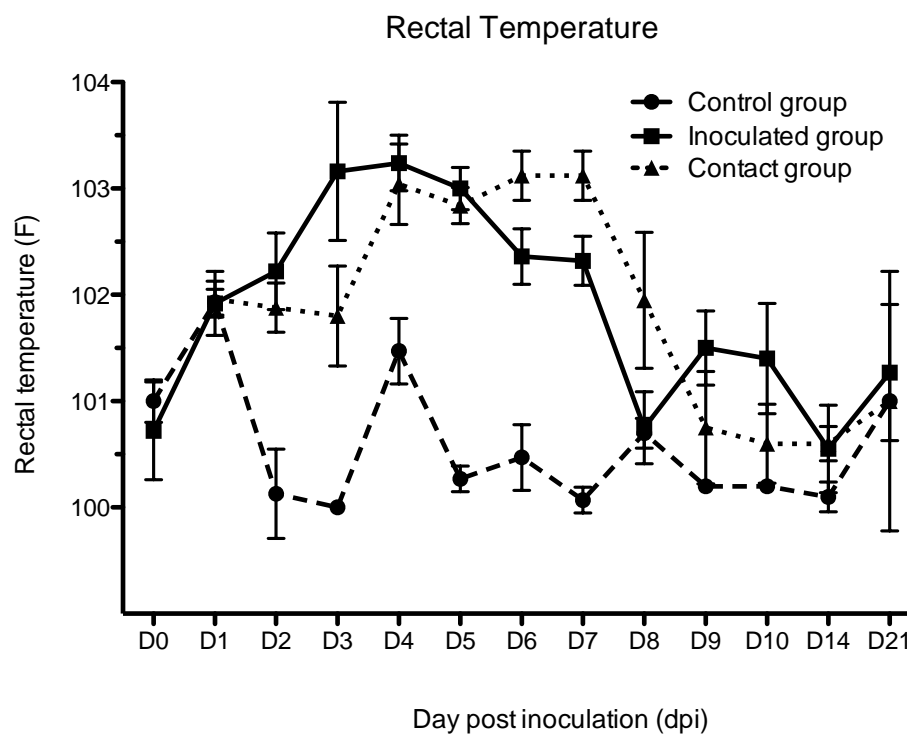 Rectal Temperature
104
103
102
101
100
Rectal temperature (F)
Control group
Inoculated group
Contact group
D0 D1 D2 D3 D4 D5 D6 D7 D8 D9 D10 D14 D21
Day post inoculation (dpi)